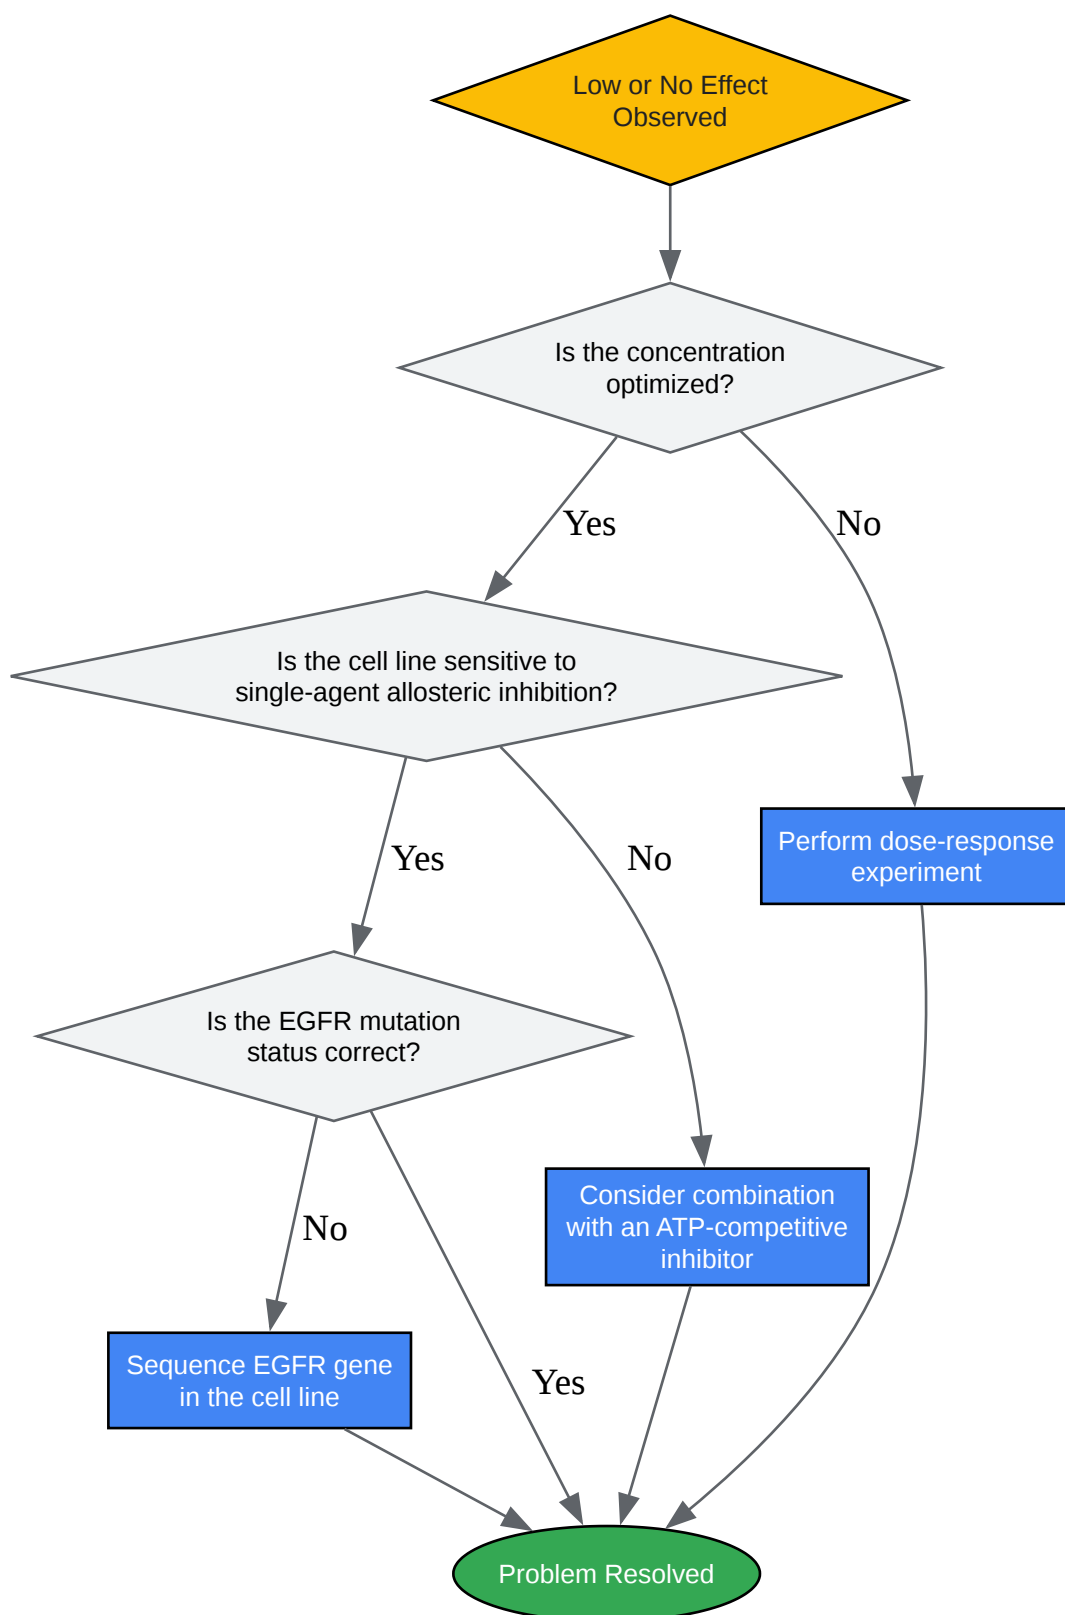 Low or No Effect
Observed
Is the concentration
optimized?
Yes
No
Is the cell line sensitive to
single-agent allosteric inhibition?
Perform dose-response
experiment
Yes
No
Is the EGFR mutation
status correct?
Consider combination
with an ATP-competitive
inhibitor
No
Sequence EGFR gene
in the cell line
Yes
Problem Resolved